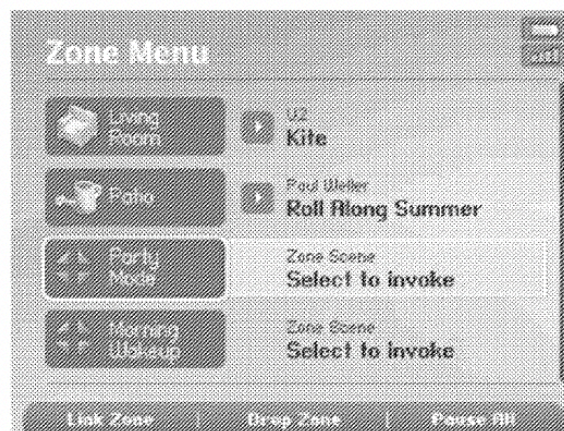 Zone Menu
Living
Room
U2
Kite
Patio
Paul Weller
Roll Along Summer
Party
Mode
Zone Scene
Select to invoke
Morning
Wakeup
Zone Scene
Select to invoke
Link Zone | Drop Zone | Pause All